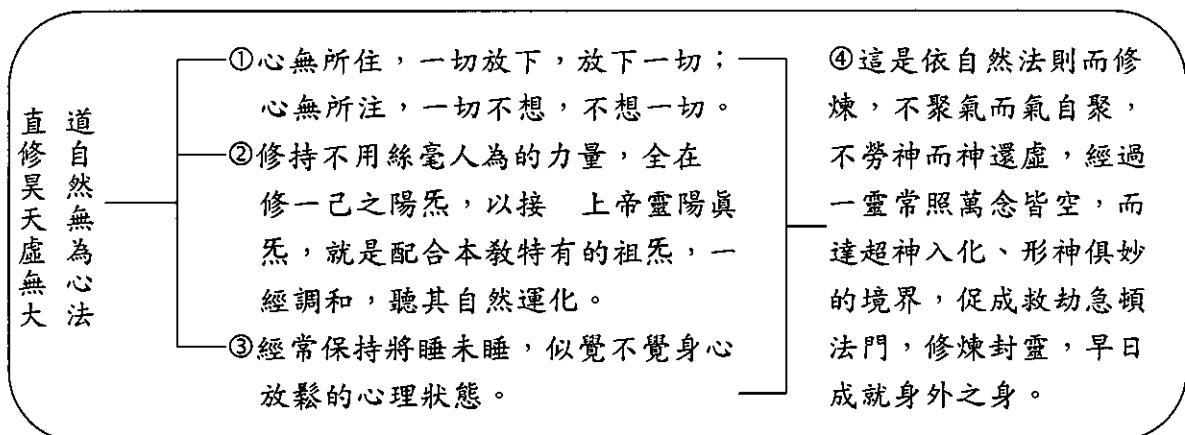 直修昊天虛無大
道自然無為心法
①心無所住，一切放下，放下一切；
心無所注，一切不想，不想一切。
②修持不用絲毫人為的力量，全在
修一己之陽炁，以接　上帝靈陽眞
炁，就是配合本教特有的祖炁，一
經調和，聽其自然運化。
③經常保持將睡未睡，似覺不覺身心
放鬆的心理狀態。
④這是依自然法則而修
煉，不聚氣而氣自聚，
不勞神而神還虛，經過
一靈常照萬念皆空，而
達超神入化、形神俱妙
的境界，促成救劫急頓
法門，修煉封靈，早日
成就身外之身。